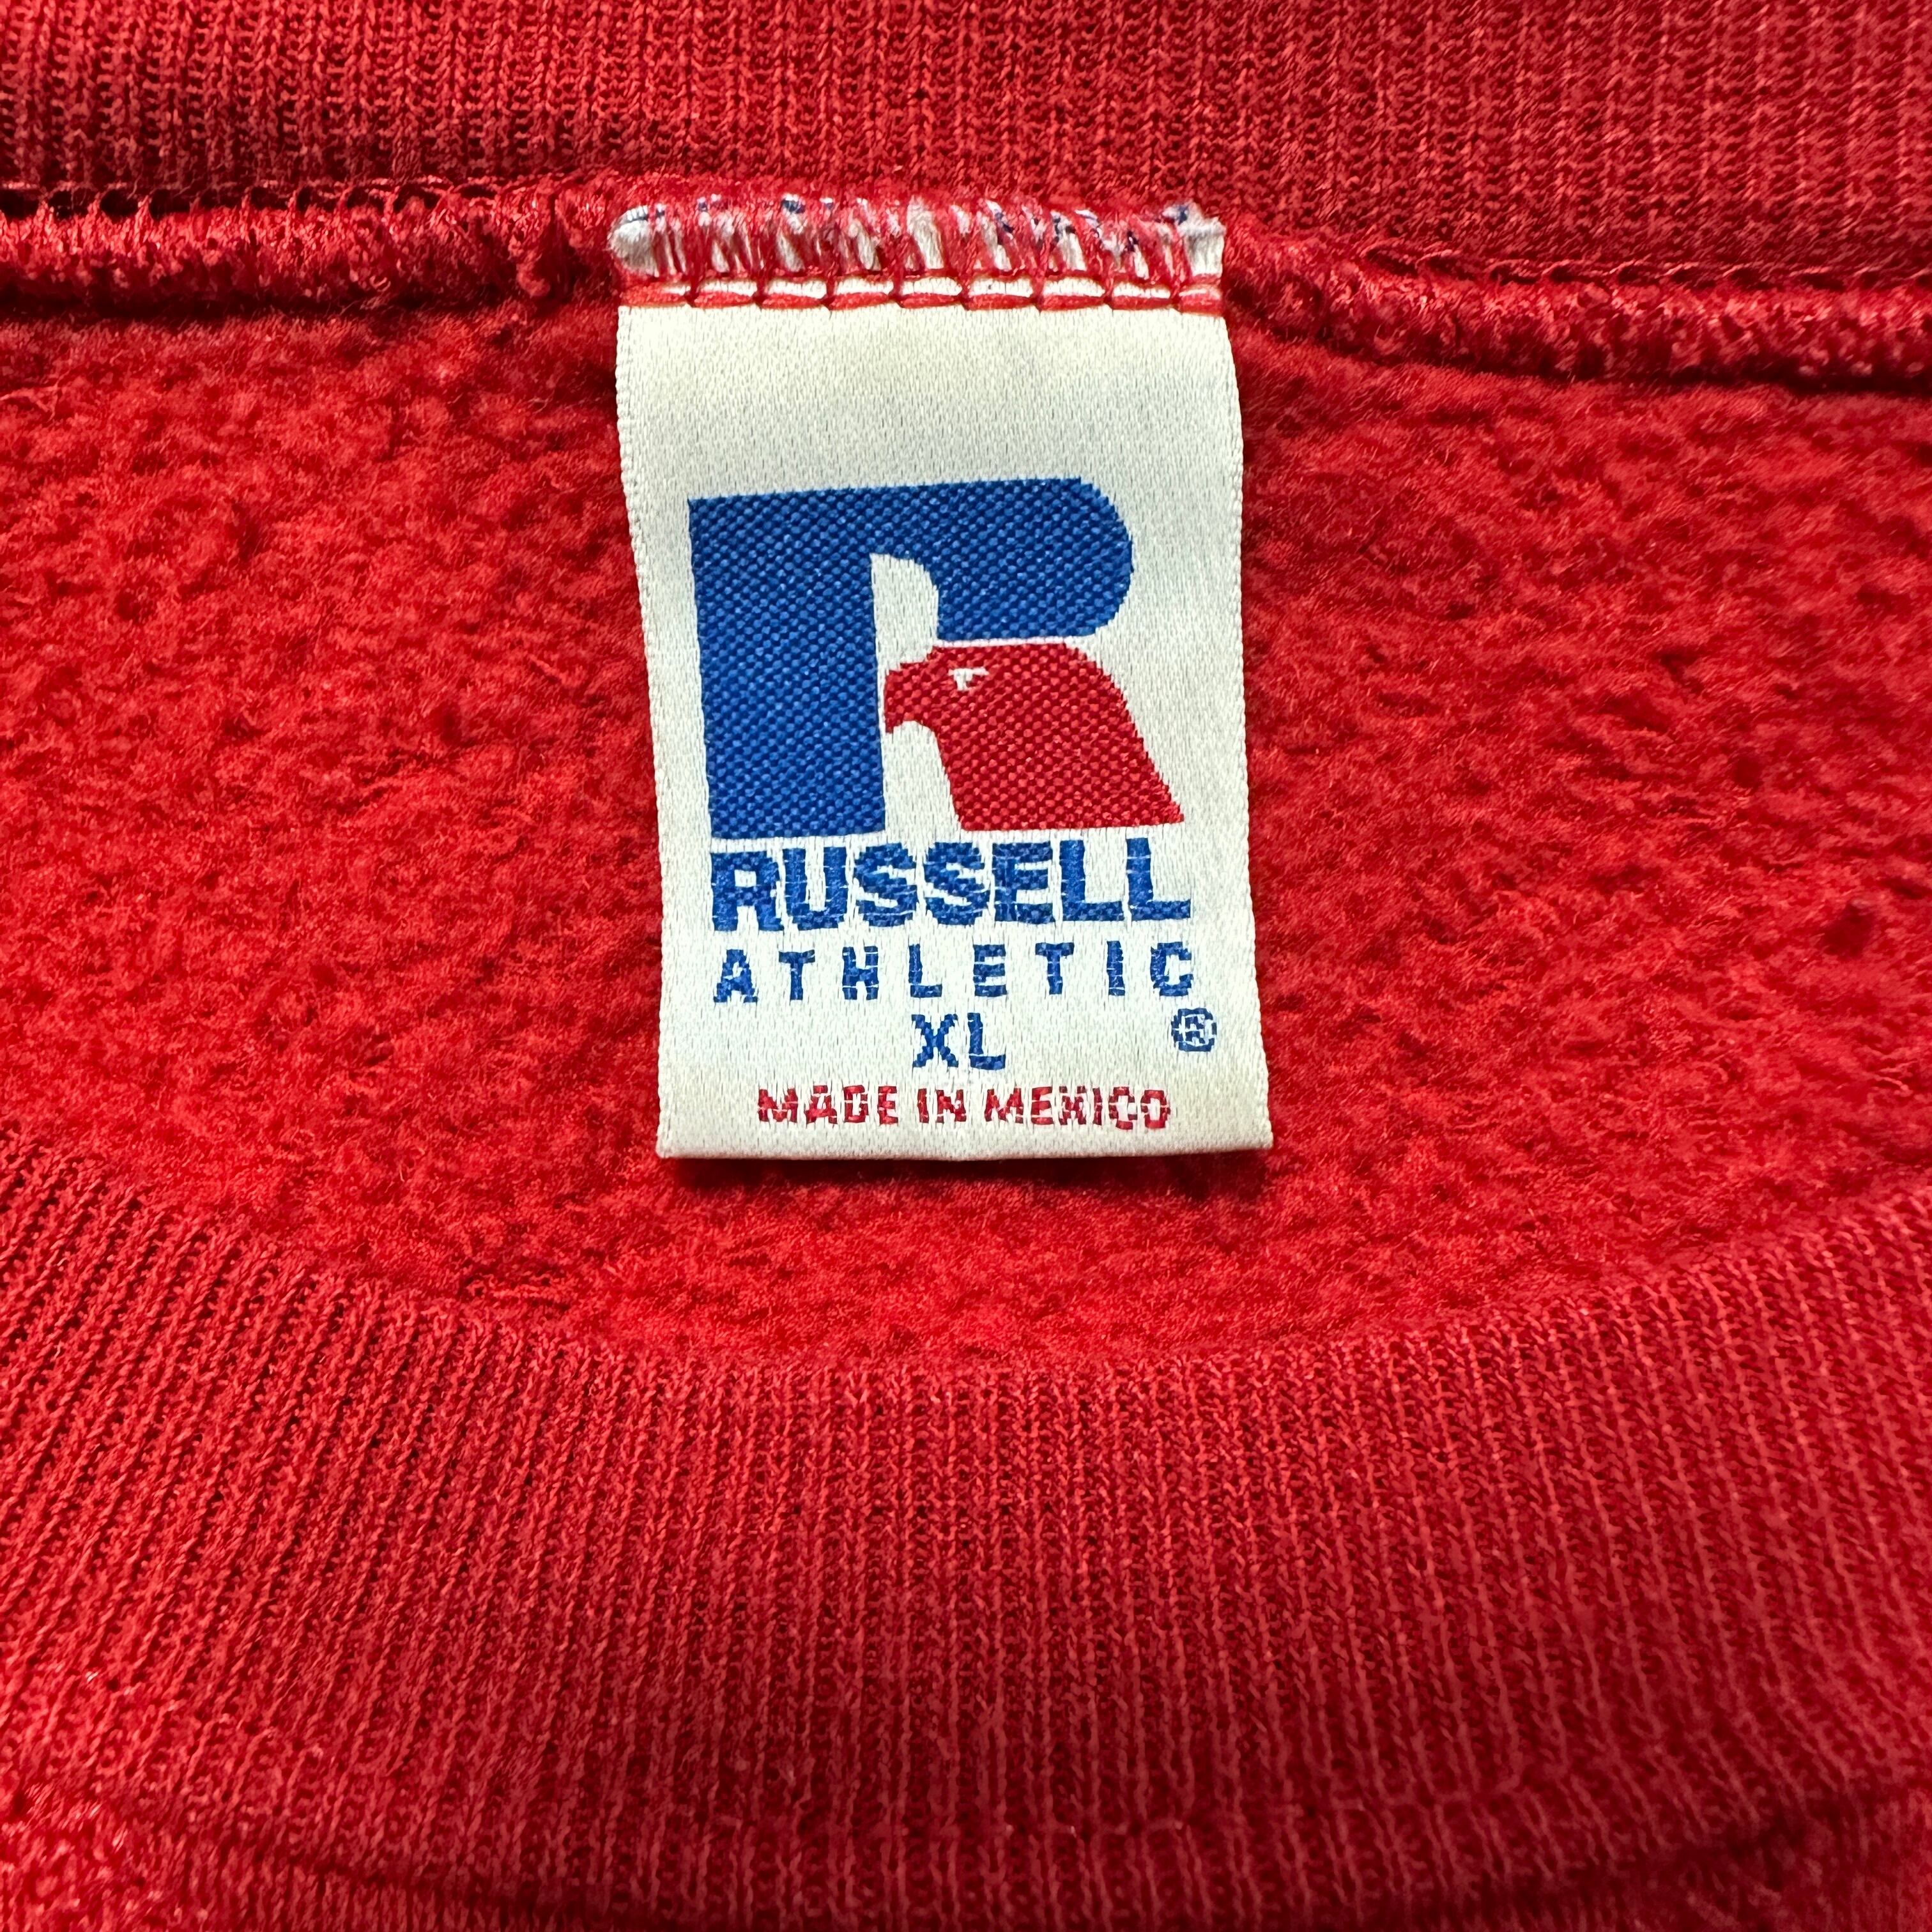 RUSSELL
ATHLETIC
XL ®
MADE IN MEXICO